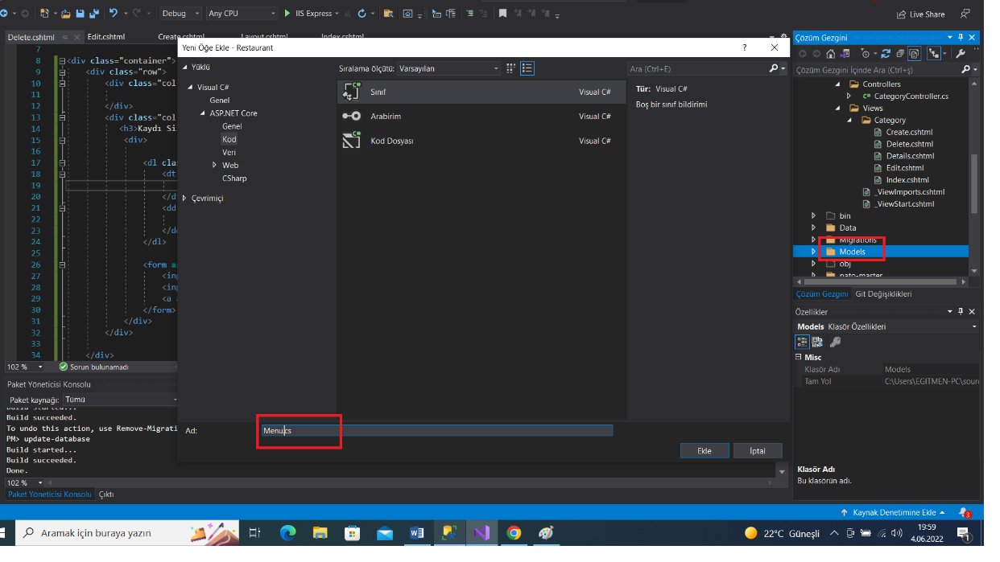 Debug
Any CPU
IIS Express
Live Share
Delete.cshtml
Edit.cshtml
Create.cshtml
Layout.cshtml
Index.cshtml
7
8 <div class="container">
9 <div class="row">
10 <div class="col
11
12 </div>
13 <div class="col
14 <h3>Kaydı Sil
15 <div>
16
17 <dl cla
18 <dt
19
20 </d
21 <dd
22
23 </d
24 </dl>
25
26 <form a
27 <inp
28 <inp
29 <a
30 </form>
31 </div>
32 </div>
33
34 </div>
102 %
Sorun bulunamadı
Paket Yöneticisi Konsolu
Paket kaynağı: Tümü
Build started...
Build succeeded.
To undo this action, use Remove-Migrati
PM> update-database
Build started...
Build succeeded.
Done.
102 %
Paket Yöneticisi Konsolu Çıktı
Yeni Öğe Ekle - Restaurant
?
Yüklü
Visual C#
Genel
ASP.NET Core
Genel
Kod
Veri
Web
CSharp
Çevrimiçi
Sıralama ölçütü: Varsayılan
Sınıf Visual C#
Arabirim Visual C#
Kod Dosyası Visual C#
Ara (Ctrl+E)
Tür: Visual C#
Boş bir sınıf bildirimi
Ad: Menu.cs
Ekle İptal
Çözüm Gezgini
Çözüm Gezgini İçinde Ara (Ctrl+ş)
Controllers
C# CategoryController.cs
Views
Category
Create.cshtml
Delete.cshtml
Details.cshtml
Edit.cshtml
Index.cshtml
_ViewImports.cshtml
_ViewStart.cshtml
bin
Data
Migrations
Models
obj
pato-master
Çözüm Gezgini Git Değişiklikleri
Özellikler
Models Klasör Özellikleri
Misc
Klasör Adı Models
Tam Yol C:\Users\EGITMEN-PC\sour
Klasör Adı
Bu klasörün adı.
Kaynak Denetimine Ekle
3
Aramak için buraya yazın
22°C Güneşli
19:59
4.06.2022
1